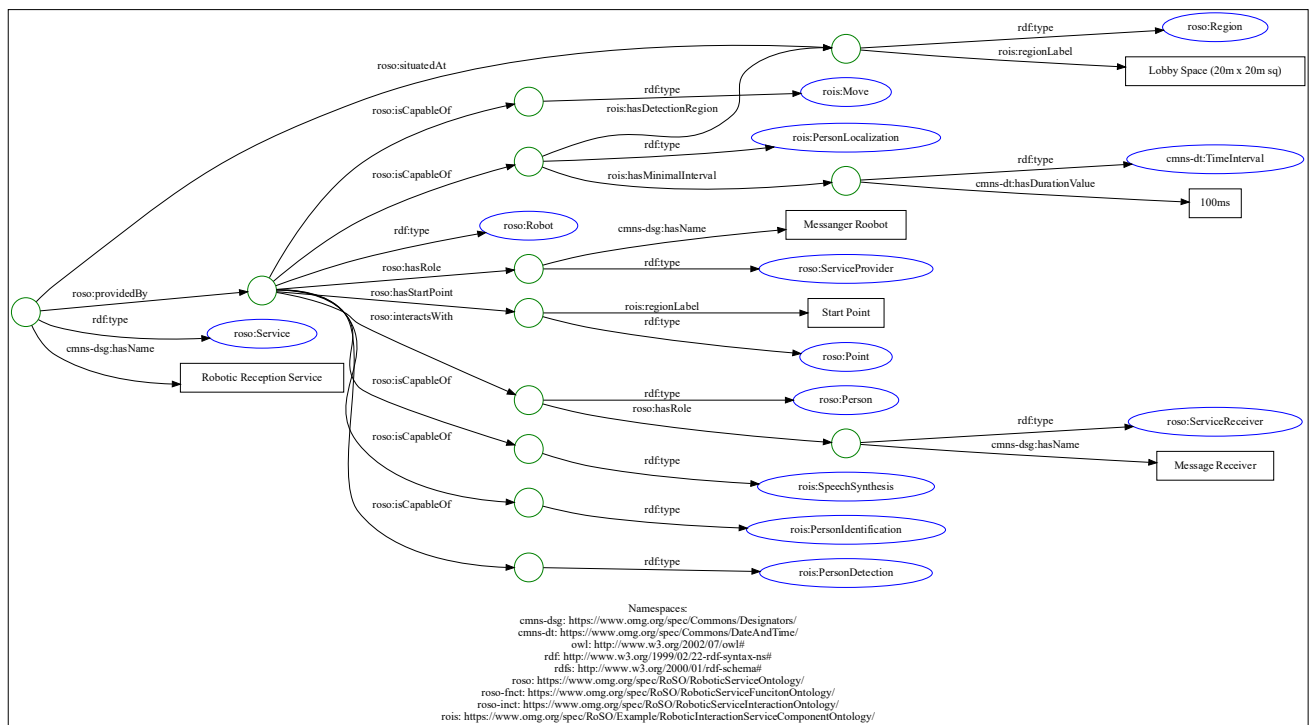 rdf:type
roso:Region
roso:situatedAt
rois:regionLabel
Lobby Space (20m x 20m sq)
rdf:type
rois:Move
roso:isCapableOf
rois:hasDetectionRegion
rdf:type
rois:PersonLocalization
rdf:type
cmns-dt:TimeInterval
roso:isCapableOf
rois:hasMinimalInterval
cmns-dt:hasDurationValue
100ms
rdf:type
roso:Robot
cmns-dsg:hasName
Messanger Roobot
roso:hasRole
rdf:type
roso:ServiceProvider
roso:providedBy
roso:hasStartPoint
rois:regionLabel
Start Point
rdf:type
roso:Service
roso:interactsWith
rdf:type
roso:Point
cmns-dsg:hasName
Robotic Reception Service
roso:isCapableOf
rdf:type
roso:Person
roso:hasRole
rdf:type
roso:ServiceReceiver
roso:isCapableOf
cmns-dsg:hasName
Message Receiver
rdf:type
rois:SpeechSynthesis
roso:isCapableOf
rdf:type
rois:PersonIdentification
rdf:type
rois:PersonDetection
Namespaces:
cmns-dsg: https://www.omg.org/spec/Commons/Designators/
cmns-dt: https://www.omg.org/spec/Commons/DateAndTime/
owl: http://www.w3.org/2002/07/owl#
rdf: http://www.w3.org/1999/02/22-rdf-syntax-ns#
rdfs: http://www.w3.org/2000/01/rdf-schema#
roso: https://www.omg.org/spec/RoSO/RoboticServiceOntology/
roso-fnct: https://www.omg.org/spec/RoSO/RoboticServiceFuncitonOntology/
roso-inct: https://www.omg.org/spec/RoSO/RoboticServiceInteractionOntology/
rois: https://www.omg.org/spec/RoSO/Example/RoboticInteractionServiceComponentOntology/